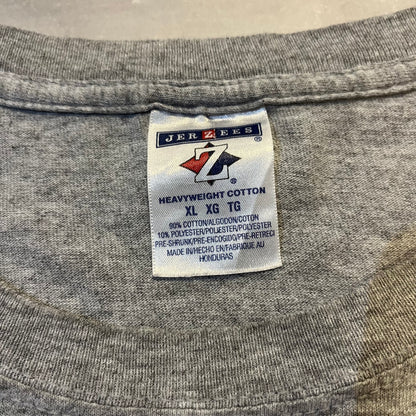 JERZEES®
Z®
HEAVYWEIGHT COTTON
XL XG TG
90% COTTON/ALGODON/COTON
10% POLYESTER/POLIESTER/POLYESTER
PRE-SHRUNK/PRE-ENCOGIDO/PRE-RETRECI
MADE IN/HECHO EN/FABRIQUE AU
HONDURAS